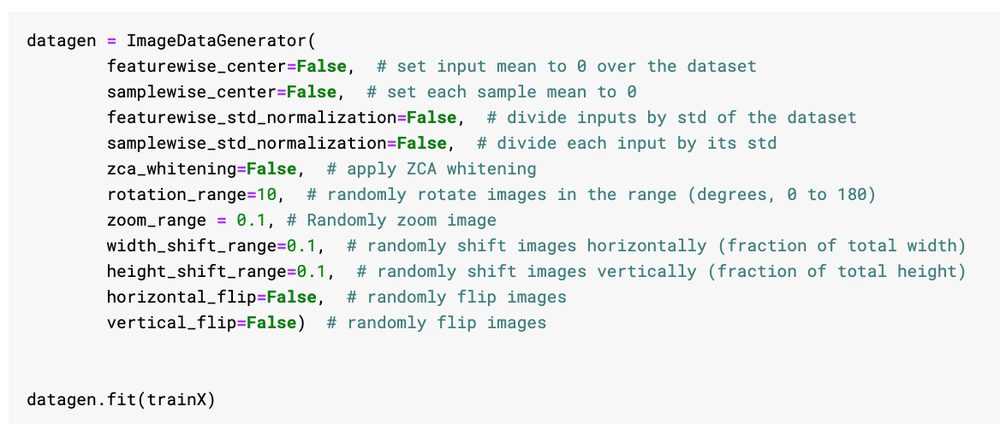 datagen = ImageDataGenerator(
        featurewise_center=False,  # set input mean to 0 over the dataset
        samplewise_center=False,  # set each sample mean to 0
        featurewise_std_normalization=False,  # divide inputs by std of the dataset
        samplewise_std_normalization=False,  # divide each input by its std
        zca_whitening=False,  # apply ZCA whitening
        rotation_range=10,  # randomly rotate images in the range (degrees, 0 to 180)
        zoom_range = 0.1, # Randomly zoom image
        width_shift_range=0.1,  # randomly shift images horizontally (fraction of total width)
        height_shift_range=0.1,  # randomly shift images vertically (fraction of total height)
        horizontal_flip=False,  # randomly flip images
        vertical_flip=False)  # randomly flip images
datagen.fit(trainX)